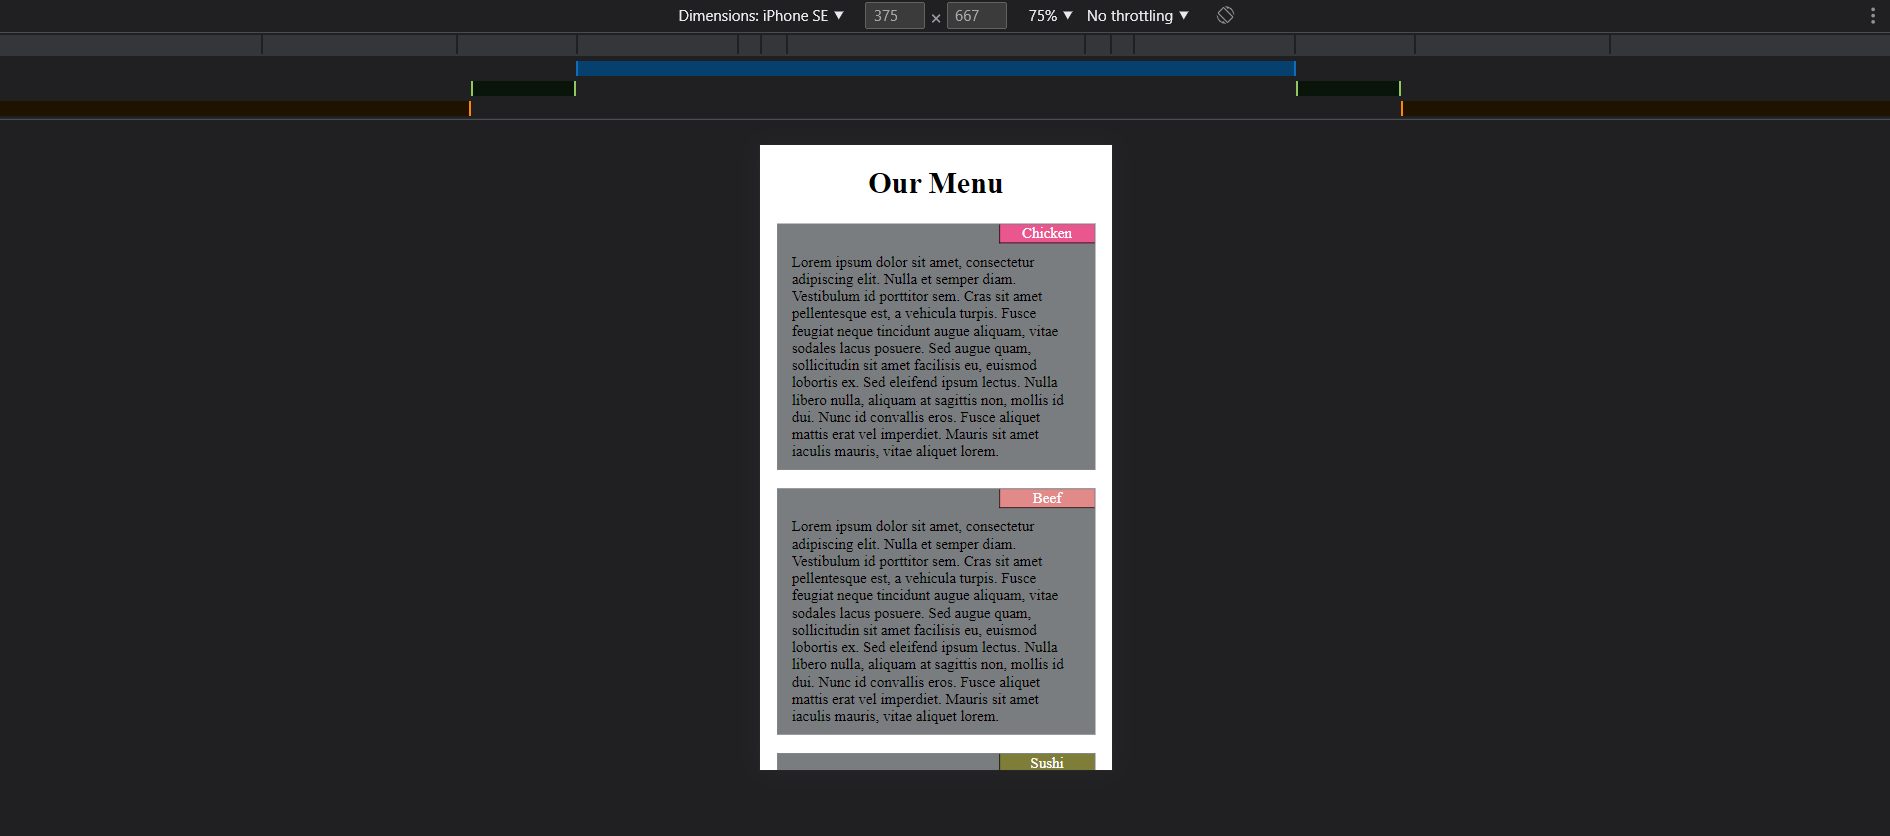 Dimensions: iPhone SE ▼ 375 × 667 75% ▼ No throttling ▼
Our Menu
Chicken
Lorem ipsum dolor sit amet, consectetur
adipiscing elit. Nulla et semper diam.
Vestibulum id porttitor sem. Cras sit amet
pellentesque est, a vehicula turpis. Fusce
feugiat neque tincidunt augue aliquam, vitae
sodales lacus posuere. Sed augue quam,
sollicitudin sit amet facilisis eu, euismod
lobortis ex. Sed eleifend ipsum lectus. Nulla
libero nulla, aliquam at sagittis non, mollis id
dui. Nunc id convallis eros. Fusce aliquet
mattis erat vel imperdiet. Mauris sit amet
iaculis mauris, vitae aliquet lorem.
Beef
Lorem ipsum dolor sit amet, consectetur
adipiscing elit. Nulla et semper diam.
Vestibulum id porttitor sem. Cras sit amet
pellentesque est, a vehicula turpis. Fusce
feugiat neque tincidunt augue aliquam, vitae
sodales lacus posuere. Sed augue quam,
sollicitudin sit amet facilisis eu, euismod
lobortis ex. Sed eleifend ipsum lectus. Nulla
libero nulla, aliquam at sagittis non, mollis id
dui. Nunc id convallis eros. Fusce aliquet
mattis erat vel imperdiet. Mauris sit amet
iaculis mauris, vitae aliquet lorem.
Sushi